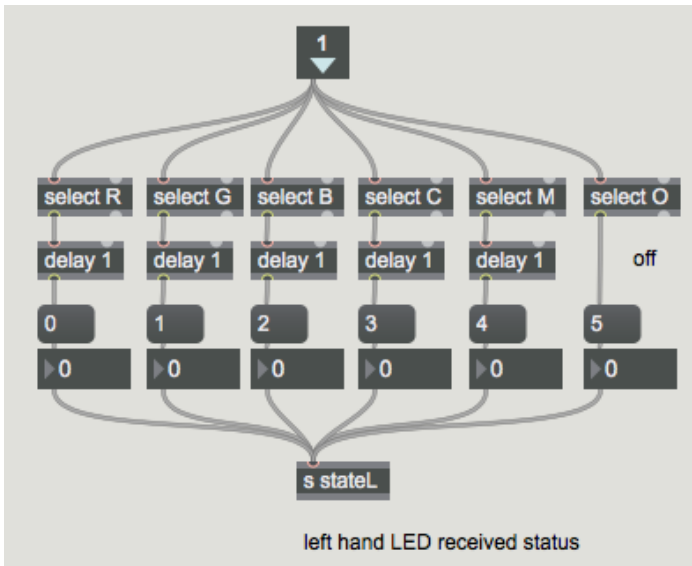 1
select R select G select B select C select M select O
delay 1 delay 1 delay 1 delay 1 delay 1 off
0 1 2 3 4 5
0 0 0 0 0 0
s stateL
left hand LED received status